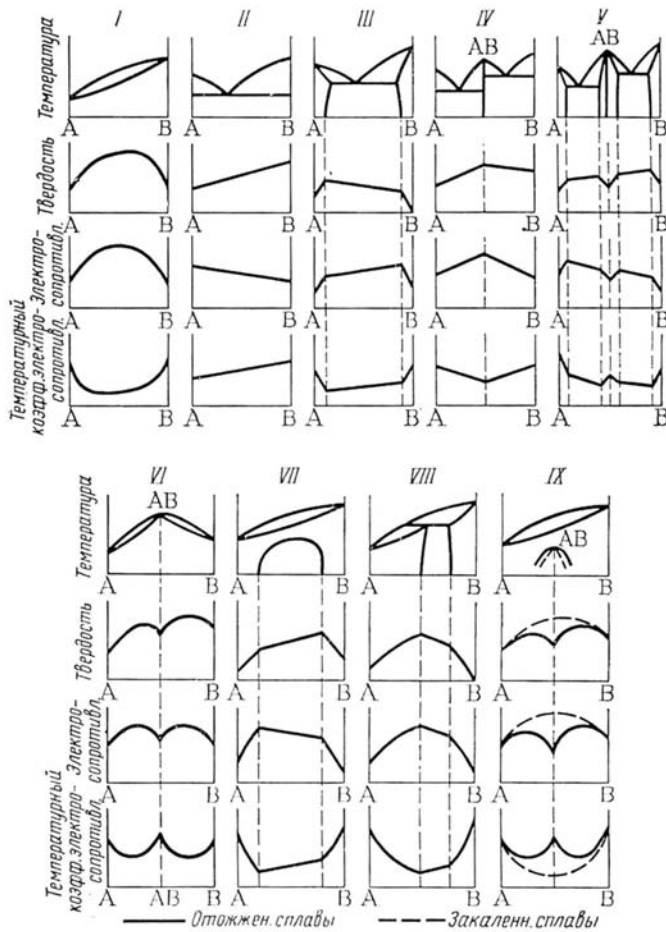 I II III IV V
Температура
AB AB
A B A B A B A B A B
Твердость
A B A B A B A B A B
Электро-
сопротивл.
A B A B A B A B A B
Температурный
коэфф. электро-
сопротивл.
A B A B A B A B A B
VI VII VIII IX
Температура
AB AB
A B A B A B A B
Твердость
A B A B A B A B
Электро-
сопротивл.
A B A B A B A B
Температурный
коэфф. электро-
сопротивл.
A AB B A B A B A B
Отожжен. сплавы Закаленн. сплавы